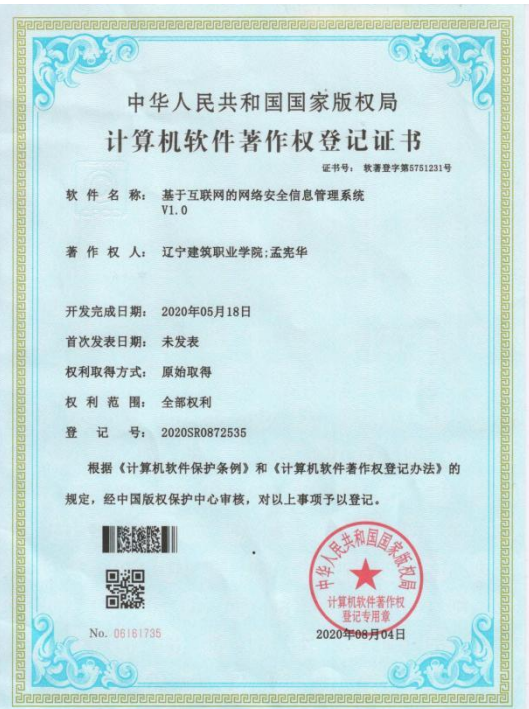 中华人民共和国国家版权局
计算机软件著作权登记证书
证书号： 软著登字第5751231号
软件名称： 基于互联网的网络安全信息管理系统
V1.0
著作权人： 辽宁建筑职业学院;孟宪华
开发完成日期： 2020年05月18日
首次发表日期： 未发表
权利取得方式： 原始取得
权利范围： 全部权利
登记号： 2020SR0872535
根据《计算机软件保护条例》和《计算机软件著作权登记办法》的
规定，经中国版权保护中心审核，对以上事项予以登记。
中华人民共和国国家版权局
计算机软件著作权
登记专用章
No. 06161735
2020年08月04日